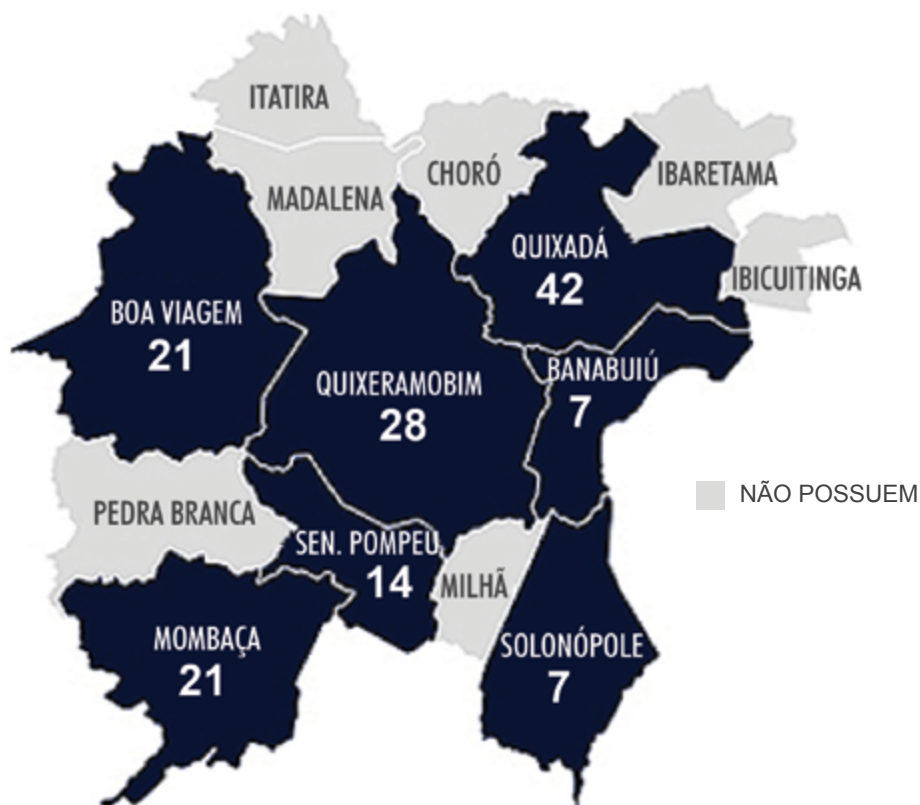 ITATIRA
MADALENA
CHORÓ
IBARETAMA
QUIXADÁ
42
IBICUITINGA
BOA VIAGEM
21
QUIXERAMOBIM
28
BANABUIÚ
7
NÃO POSSUEM
PEDRA BRANCA
SEN. POMPEU
14
MILHÃ
MOMBAÇA
21
SOLONÓPOLE
7